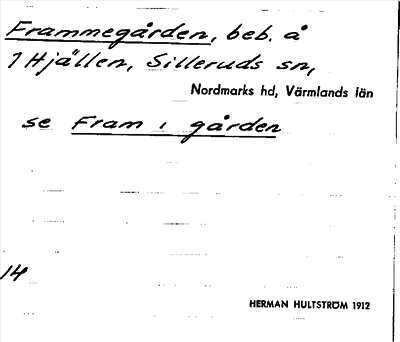 Frammegården, beb. å
1 Hjällen, Silleruds sn,
Nordmarks hd, Värmlands län
se Fram i gården
14
HERMAN HULTSTRÖM 1912